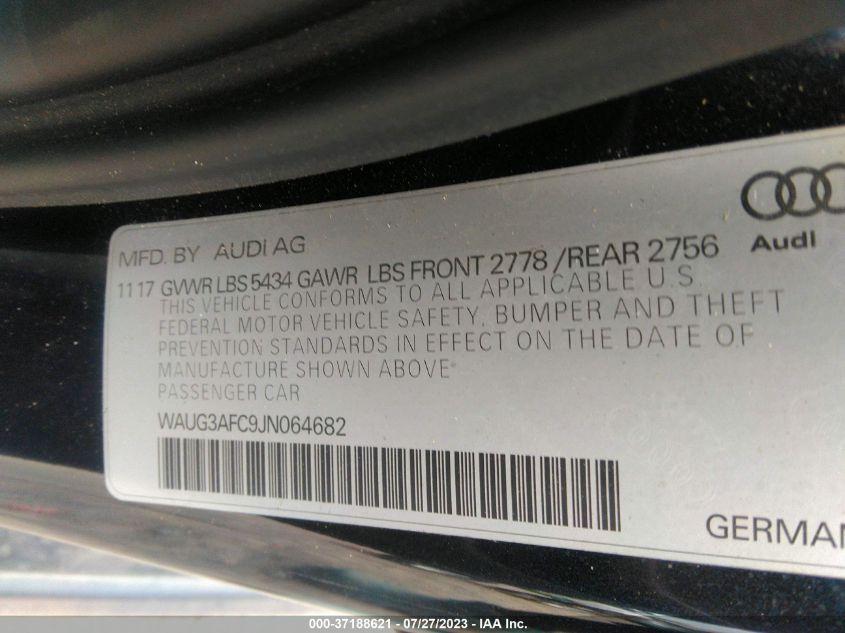 Audi
MFD. BY AUDI AG
11 17 GVWR LBS 5434 GAWR LBS FRONT 2778 /REAR 2756
THIS VEHICLE CONFORMS TO ALL APPLICABLE U.S.
FEDERAL MOTOR VEHICLE SAFETY, BUMPER AND THEFT
PREVENTION STANDARDS IN EFFECT ON THE DATE OF
MANUFACTURE SHOWN ABOVE
PASSENGER CAR
WAUG3AFC9JN064682
GERMAN
000-37188621 - 07/27/2023 - IAA, Inc.